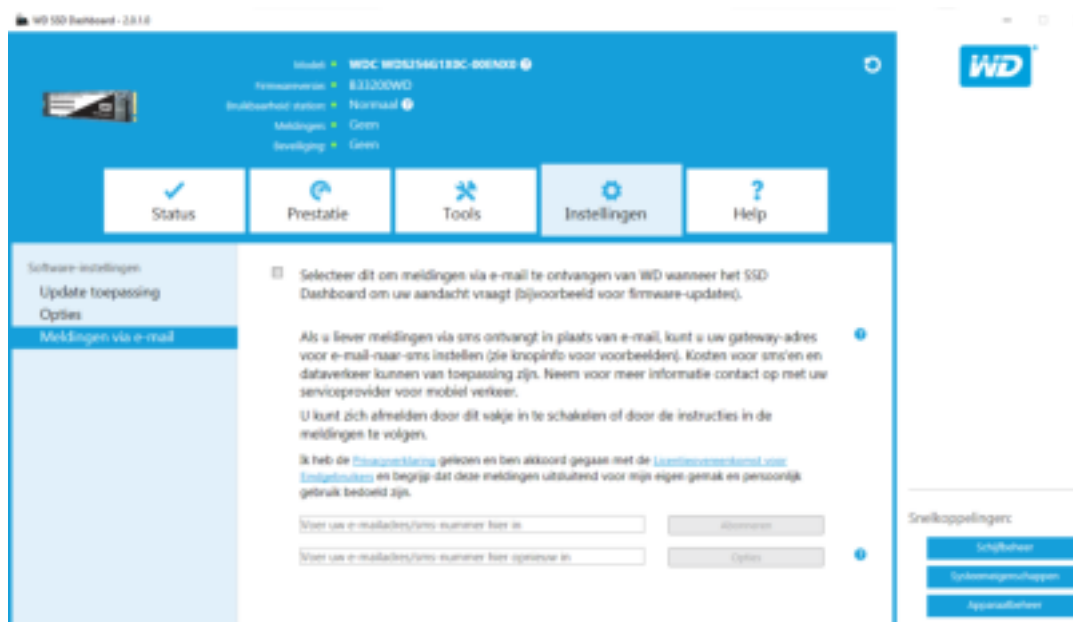 WD SSD Dashboard - 2.0.1.0
Model: WDC WDS256G1X0C-00ENX0
Firmwareversie: B33200WD
Bruikbaarheid station: Normaal
Meldingen: Geen
Beveiliging: Geen
WD
Status
Prestatie
Tools
Instellingen
Help
Software-instellingen
Update toepassing
Opties
Meldingen via e-mail
Selecteer dit om meldingen via e-mail te ontvangen van WD wanneer het SSD
Dashboard om uw aandacht vraagt (bijvoorbeeld voor firmware-updates).
Als u liever meldingen via sms ontvangt in plaats van e-mail, kunt u uw gateway-adres
voor e-mail-naar-sms instellen (zie knopinfo voor voorbeelden). Kosten voor sms'en en
dataverkeer kunnen van toepassing zijn. Neem voor meer informatie contact op met uw
serviceprovider voor mobiel verkeer.
U kunt zich afmelden door dit vakje in te schakelen of door de instructies in de
meldingen te volgen.
Ik heb de Privacyverklaring gelezen en ben akkoord gegaan met de Licentieovereenkomst voor
Eindgebruikers en begrijp dat deze meldingen uitsluitend voor mijn eigen gemak en persoonlijk
gebruik bedoeld zijn.
Voer uw e-mailadres/sms-nummer hier in
Abonneren
Voer uw e-mailadres/sms-nummer hier opnieuw in
Opties
Snelkoppelingen:
Schijfbeheer
Systeemeigenschappen
Apparaatbeheer